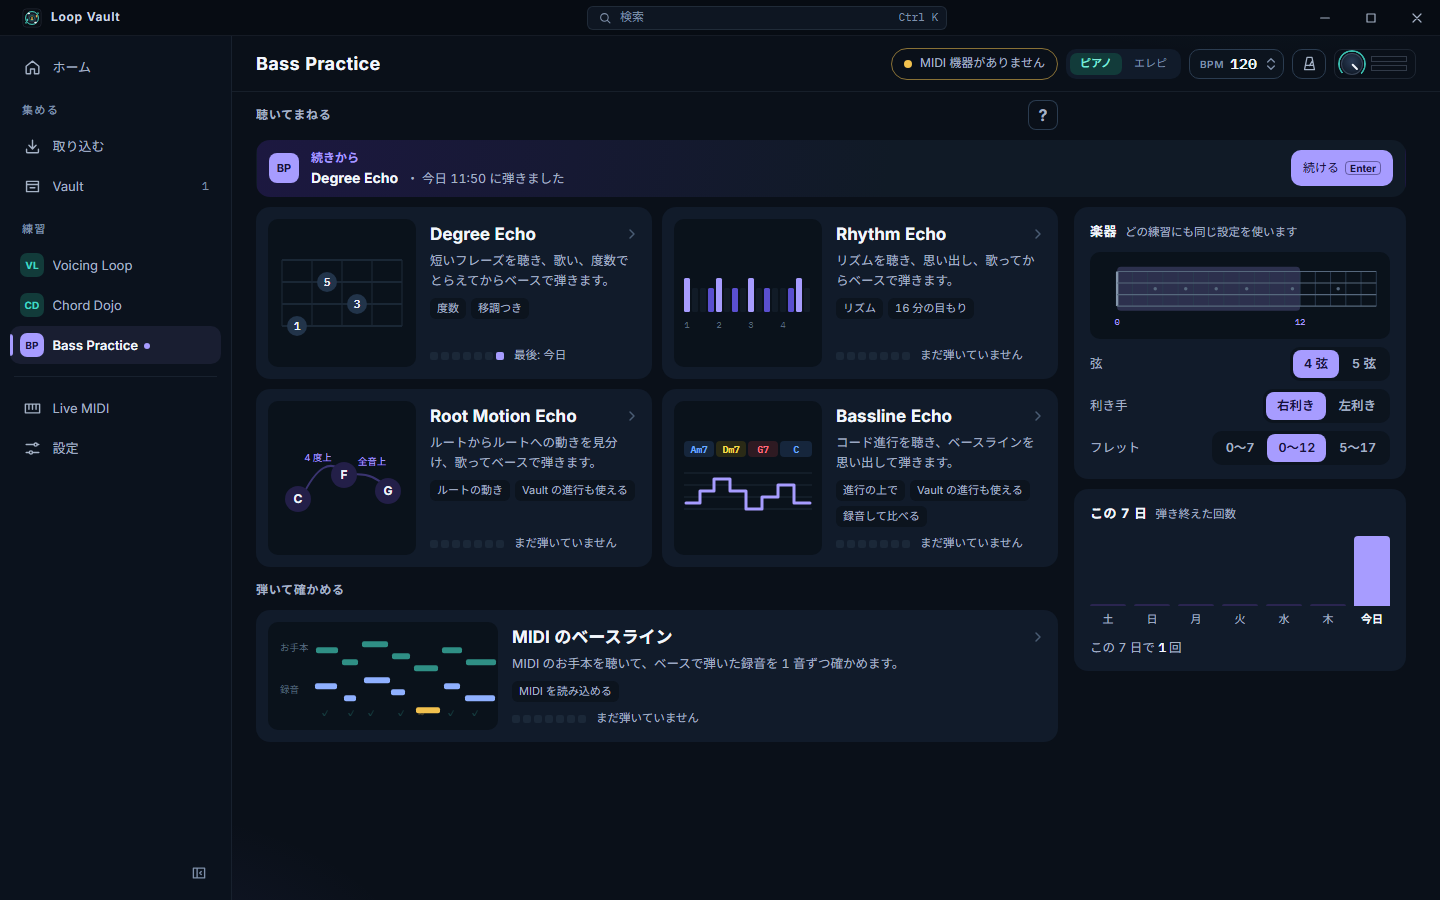 Loop Vault
検索
Ctrl K
ホーム
集める
取り込む
Vault 1
練習
VL Voicing Loop
CD Chord Dojo
BP Bass Practice
Live MIDI
設定
Bass Practice
MIDI 機器がありません
ピアノ エレピ
BPM 120
聴いてまねる
?
BP
続きから
Degree Echo ・今日 11:50 に弾きました
続ける Enter
5
3
1
Degree Echo
短いフレーズを聴き、歌い、度数で
とらえてからベースで弾きます。
度数 移調つき
最後: 今日
1 2 3 4
Rhythm Echo
リズムを聴き、思い出し、歌ってか
らベースで弾きます。
リズム 16 分の目もり
まだ弾いていません
4 度上 全音上
C F G
Root Motion Echo
ルートからルートへの動きを見分
け、歌ってベースで弾きます。
ルートの動き Vault の進行も使える
まだ弾いていません
Am7 Dm7 G7 C
Bassline Echo
コード進行を聴き、ベースラインを
思い出して弾きます。
進行の上で Vault の進行も使える
録音して比べる
まだ弾いていません
弾いて確かめる
お手本
録音
MIDI のベースライン
MIDI のお手本を聴いて、ベースで弾いた録音を 1 音ずつ確かめます。
MIDI を読み込める
まだ弾いていません
楽器 どの練習にも同じ設定を使います
0 12
弦 4 弦 5 弦
利き手 右利き 左利き
フレット 0〜7 0〜12 5〜17
この 7 日 弾き終えた回数
土 日 月 火 水 木 今日
この 7 日で 1 回